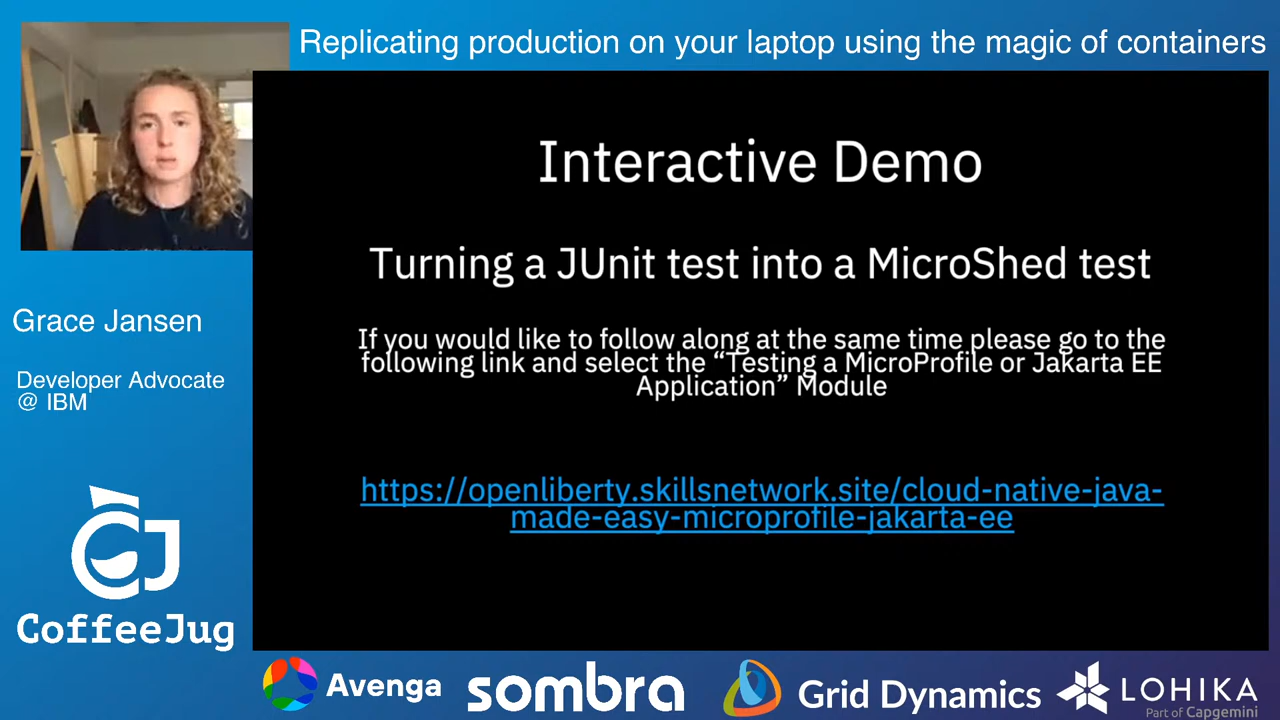 Replicating production on your laptop using the magic of containers
Interactive Demo
Turning a JUnit test into a MicroShed test
If you would like to follow along at the same time please go to the
following link and select the “Testing a MicroProfile or Jakarta EE
Application” Module
https://openliberty.skillsnetwork.site/cloud-native-java-
made-easy-microprofile-jakarta-ee
Grace Jansen
Developer Advocate
@ IBM
CJ
CoffeeJug
Avenga
sombra
Grid Dynamics
LOHIKA
Part of Capgemini